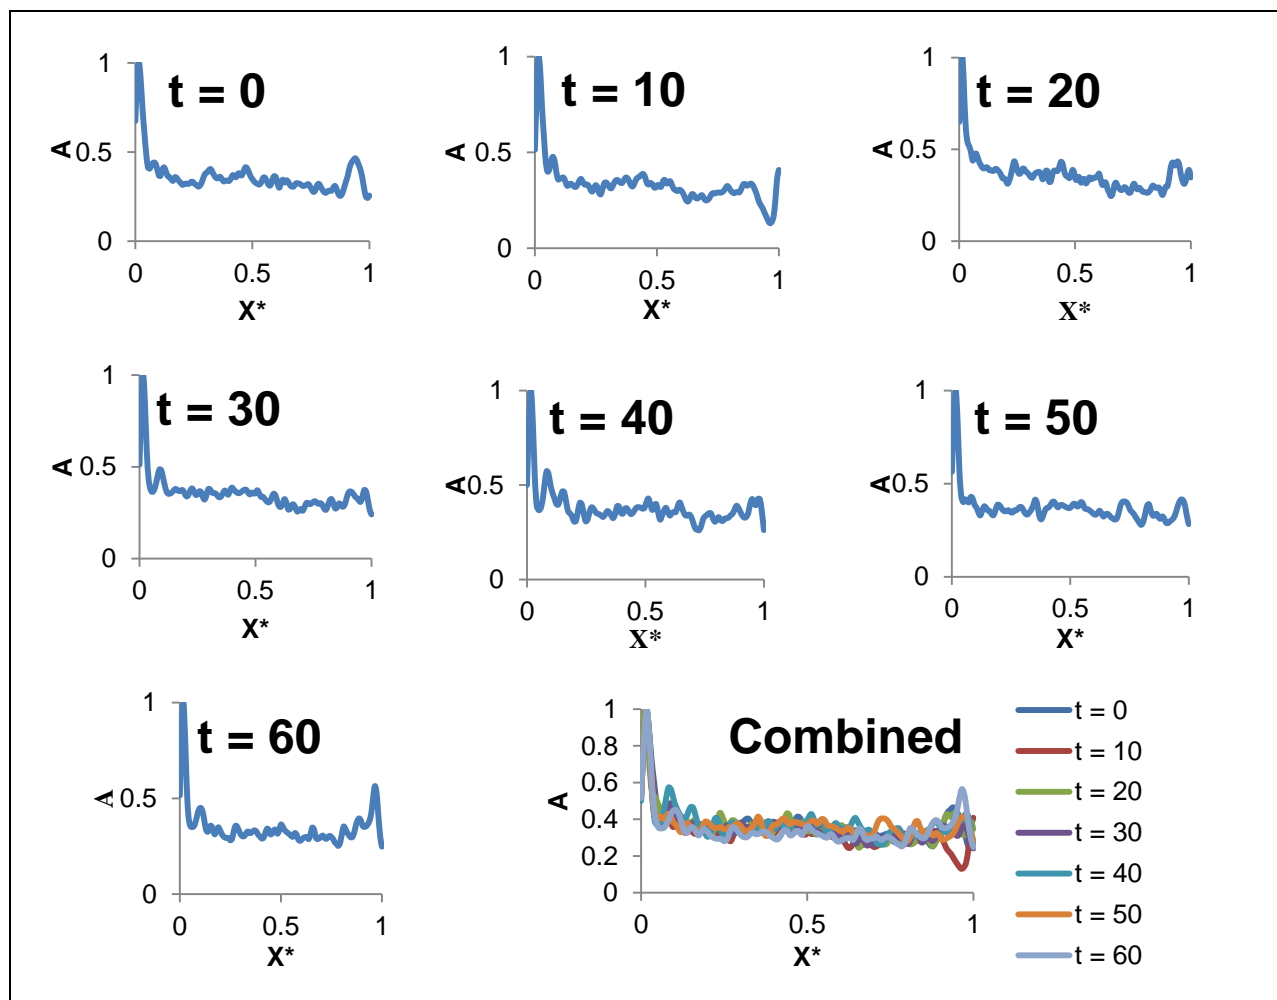 t = 0
1
0.5
0
A
0 0.5 1
X*
t = 10
1
0.5
0
A
0 0.5 1
X*
t = 20
1
0.5
0
A
0 0.5 1
X*
t = 30
1
0.5
0
A
0 0.5 1
X*
t = 40
1
0.5
0
A
0 0.5 1
X*
t = 50
1
0.5
0
A
0 0.5 1
X*
t = 60
1
0.5
0
A
0 0.5 1
X*
Combined
1
0.8
0.6
0.4
0.2
0
A
0 0.5 1
X*
t = 0
t = 10
t = 20
t = 30
t = 40
t = 50
t = 60